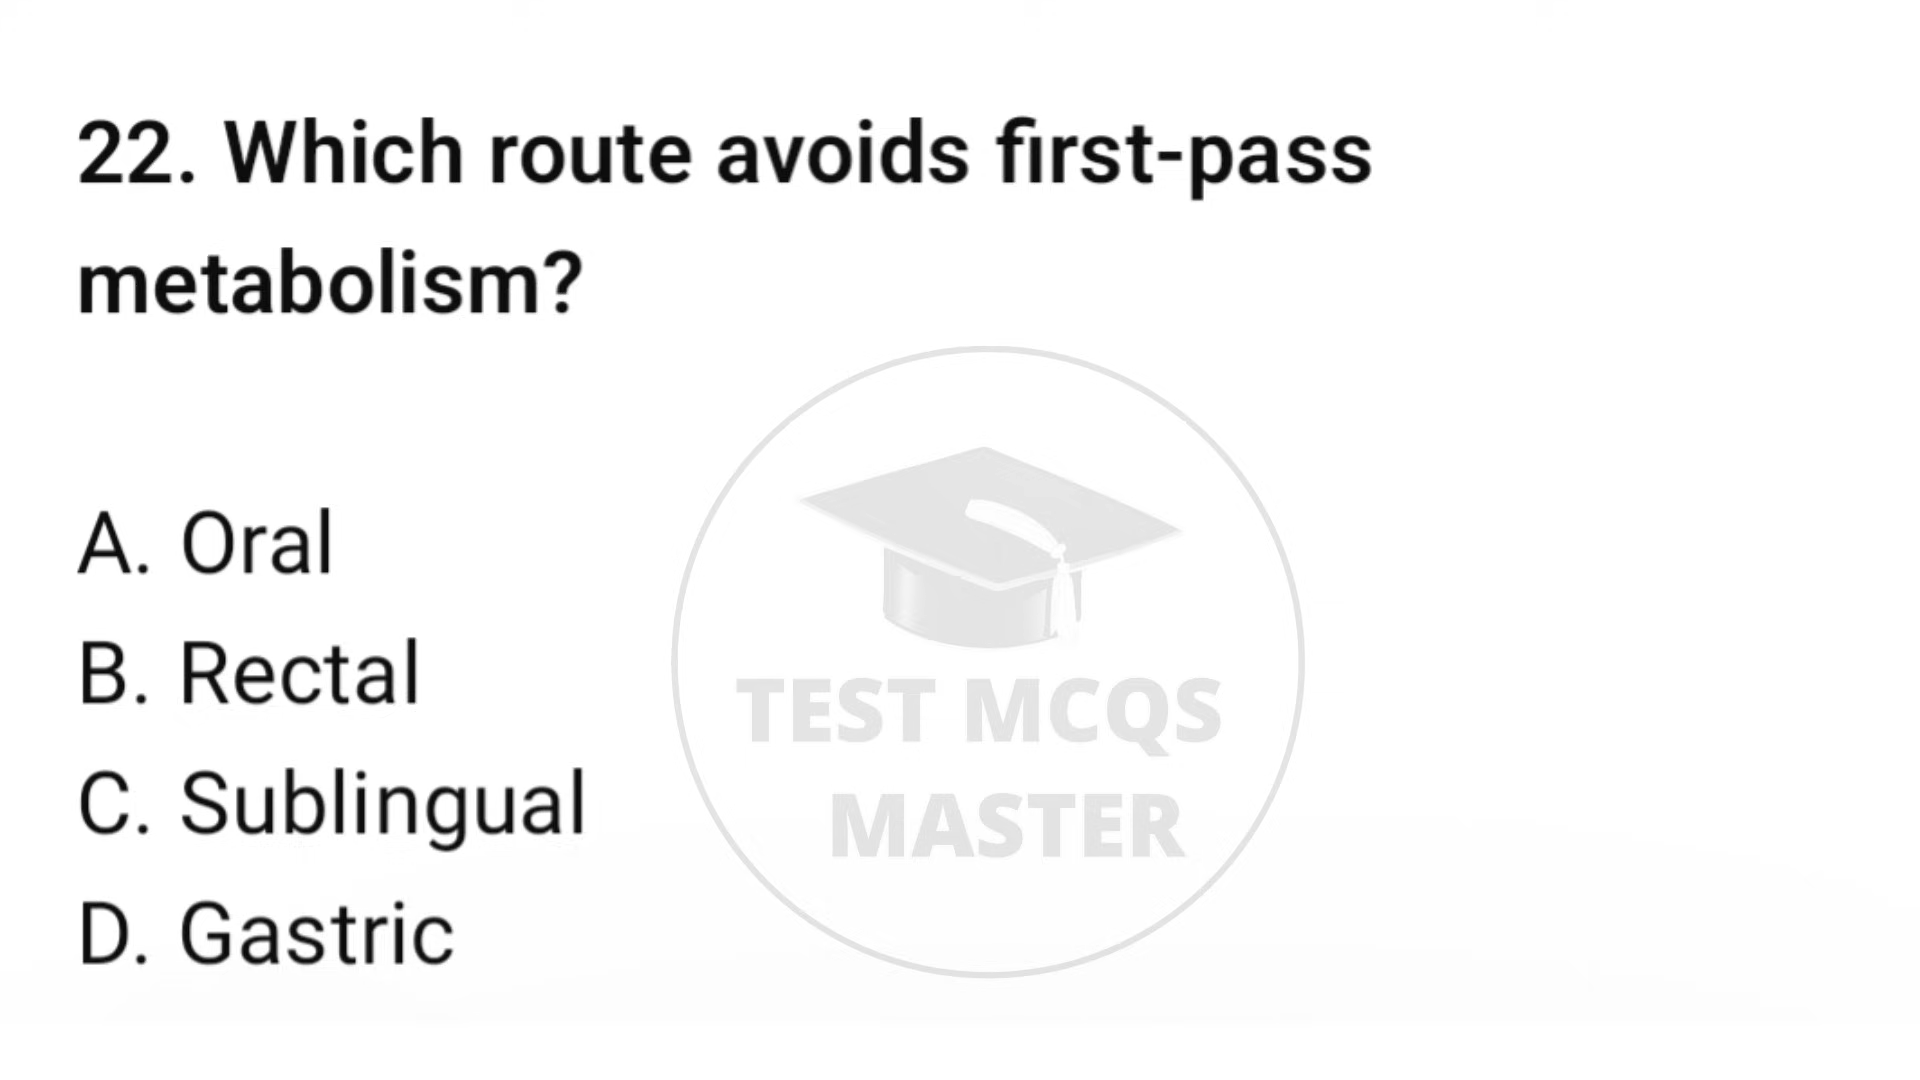 22. Which route avoids first-pass
metabolism?
A. Oral
B. Rectal
C. Sublingual
D. Gastric
TEST MCQS
MASTER